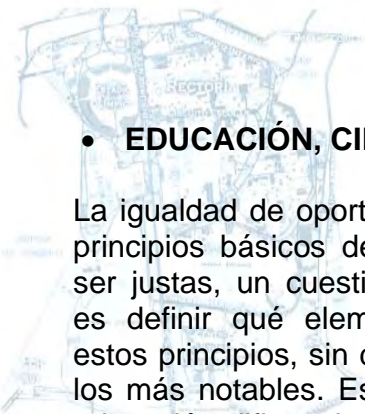 RECTORIA
• EDUCACIÓN, CI
La igualdad de oport
principios básicos de
ser justas, un cuesti
es definir qué elem
estos principios, sin
los más notables. Es